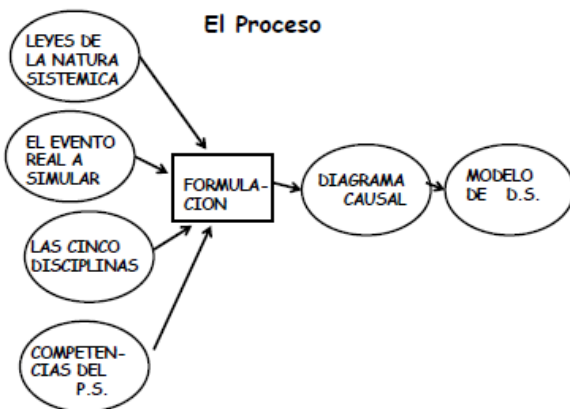 El Proceso
LEYES DE
LA NATURA
SISTEMICA
EL EVENTO
REAL A
SIMULAR
FORMULA-
CION
DIAGRAMA
CAUSAL
MODELO
DE D.S.
LAS CINCO
DISCIPLINAS
COMPETEN-
CIAS DEL
P.S.